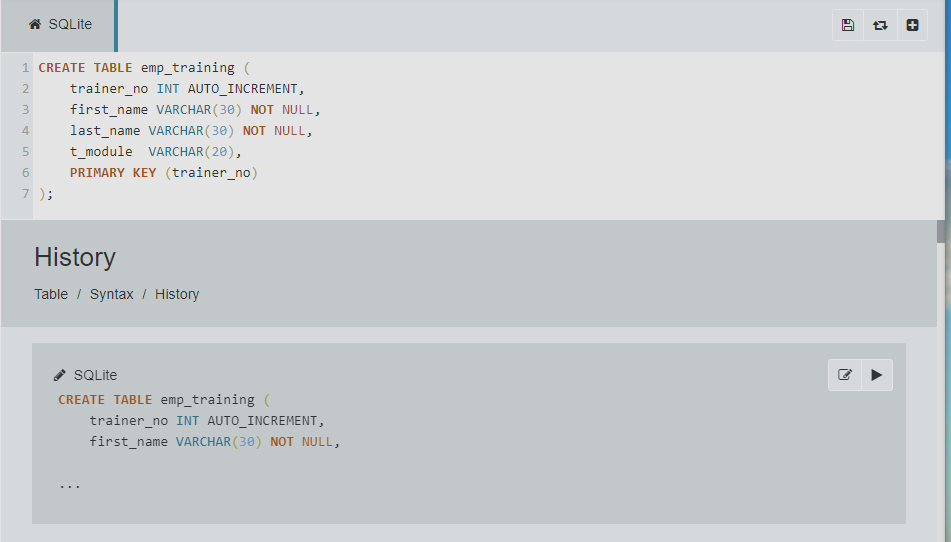 SQLite
1 CREATE TABLE emp_training (
2 trainer_no INT AUTO_INCREMENT,
3 first_name VARCHAR(30) NOT NULL,
4 last_name VARCHAR(30) NOT NULL,
5 t_module  VARCHAR(20),
6 PRIMARY KEY (trainer_no)
7 );
History
Table / Syntax / History
SQLite
CREATE TABLE emp_training (
trainer_no INT AUTO_INCREMENT,
first_name VARCHAR(30) NOT NULL,
...